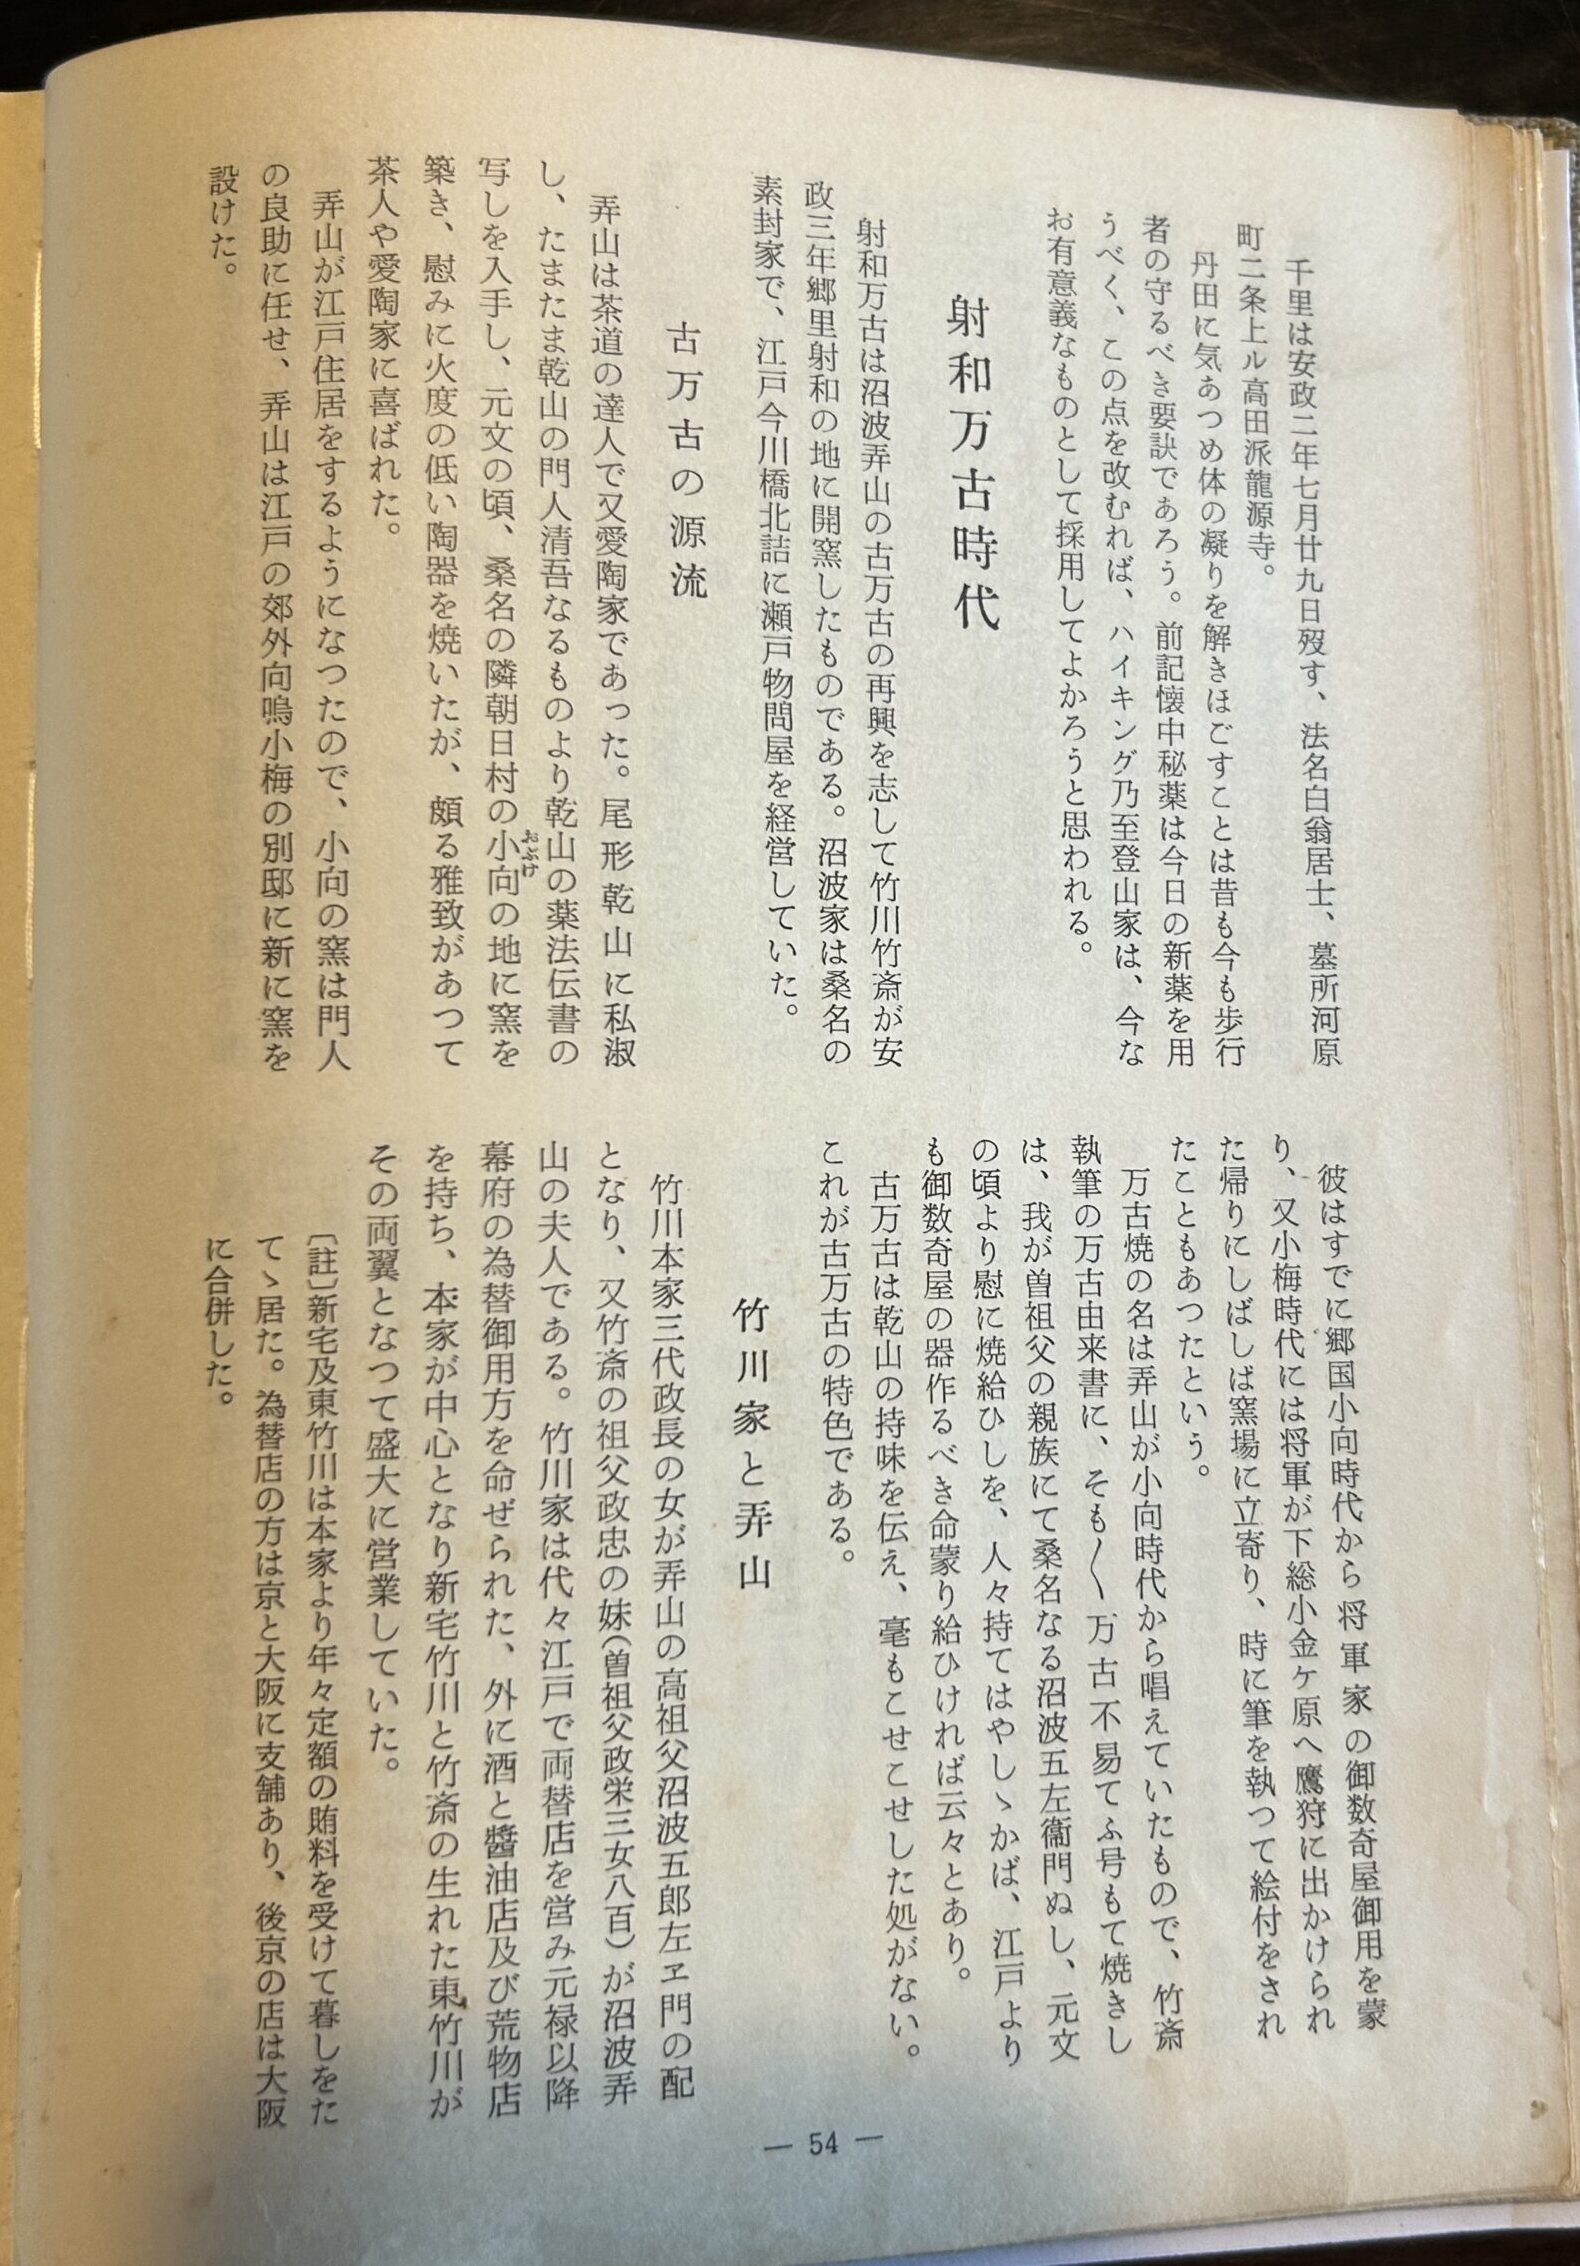 千里は安政二年七月廿九日歿す、法名白翁居士、墓所河原
町二条上ル高田派龍源寺。
丹田に気あつめ体の凝りを解きほごすことは昔も今も歩行
者の守るべき要訣であろう。前記懐中秘薬は今日の新薬を用
うべく、この点を改むれば、ハイキング乃至登山家は、今な
お有意義なものとして採用してよかろうと思われる。
射和万古時代
射和万古は沼波弄山の古万古の再興を志して竹川竹斎が安
政三年郷里射和の地に開窯したものである。沼波家は桑名の
素封家で、江戸今川橋北詰に瀬戸物問屋を経営していた。
古万古の源流
弄山は茶道の達人で又愛陶家であった。尾形乾山に私淑
し、たまたま乾山の門人清吾なるものより乾山の薬法伝書の
写しを入手し、元文の頃、桑名の隣朝日村の小向の地に窯を
おぶけ
築き、慰みに火度の低い陶器を焼いたが、頗る雅致があつて
茶人や愛陶家に喜ばれた。
弄山が江戸住居をするようになつたので、小向の窯は門人
の良助に任せ、弄山は江戸の郊外向嶋小梅の別邸に新に窯を
設けた。
彼はすでに郷国小向時代から将軍家の御数奇屋御用を蒙
り、又小梅時代には将軍が下総小金ケ原へ鷹狩に出かけられ
た帰りにしばしば窯場に立寄り、時に筆を執つて絵付をされ
たこともあつたという。
万古焼の名は弄山が小向時代から唱えていたもので、竹斎
執筆の万古由来書に、そも〳〵万古不易てふ号もて焼きし
は、我が曽祖父の親族にて桑名なる沼波五左衞門ぬし、元文
の頃より慰に焼給ひしを、人々持てはやしゝかば、江戸より
も御数奇屋の器作るべき命蒙り給ひければ云々とあり。
古万古は乾山の持味を伝え、毫もこせこせした処がない。
これが古万古の特色である。
竹川家と弄山
竹川本家三代政長の女が弄山の高祖父沼波五郎左ヱ門の配
となり、又竹斎の祖父政忠の妹(曽祖父政栄三女八百)が沼波弄
山の夫人である。竹川家は代々江戸で両替店を営み元禄以降
幕府の為替御用方を命ぜられた、外に酒と醬油店及び荒物店
を持ち、本家が中心となり新宅竹川と竹斎の生れた東竹川が
その両翼となつて盛大に営業していた。
〔註〕新宅及東竹川は本家より年々定額の賄料を受けて暮しをた
てゝ居た。為替店の方は京と大阪に支舗あり、後京の店は大阪
に合併した。
— 54 —